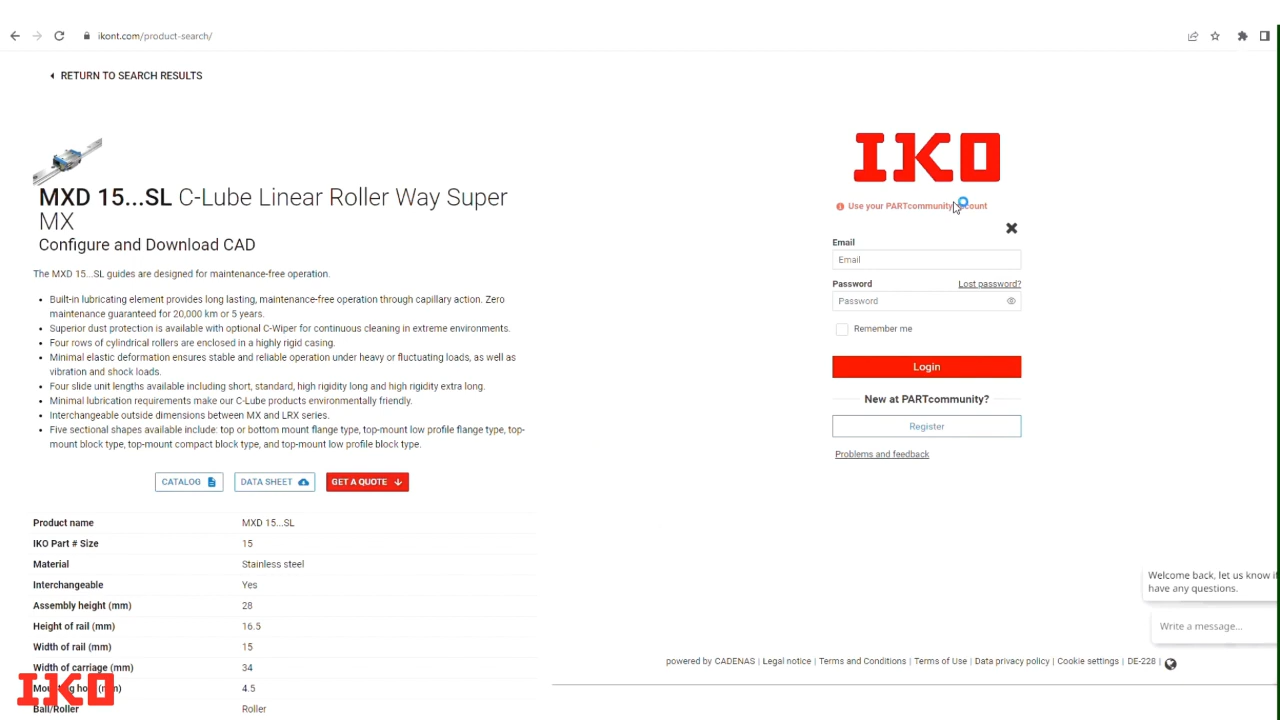 ikont.com/product-search/
RETURN TO SEARCH RESULTS
MXD 15...SL C-Lube Linear Roller Way Super
MX
Configure and Download CAD
The MXD 15...SL guides are designed for maintenance-free operation.
Built-in lubricating element provides long lasting, maintenance-free operation through capillary action. Zero
maintenance guaranteed for 20,000 km or 5 years.
Superior dust protection is available with optional C-Wiper for continuous cleaning in extreme environments.
Four rows of cylindrical rollers are enclosed in a highly rigid casing.
Minimal elastic deformation ensures stable and reliable operation under heavy or fluctuating loads, as well as
vibration and shock loads.
Four slide unit lengths available including short, standard, high rigidity long and high rigidity extra long.
Minimal lubrication requirements make our C-Lube products environmentally friendly.
Interchangeable outside dimensions between MX and LRX series.
Five sectional shapes available include: top or bottom mount flange type, top-mount low profile flange type, top-
mount block type, top-mount compact block type, and top-mount low profile block type.
CATALOG DATA SHEET GET A QUOTE
Product name MXD 15...SL
IKO Part # Size 15
Material Stainless steel
Interchangeable Yes
Assembly height (mm) 28
Height of rail (mm) 16.5
Width of rail (mm) 15
Width of carriage (mm) 34
4.5
Ball/Roller Roller
IKO
IKO
Use your PARTcommunity
Email
Email
Password Lost password?
Password
Remember me
Login
New at PARTcommunity?
Register
Problems and feedback
Welcome back, let us know
have any questions.
Write a message...
powered by CADENAS | Legal notice | Terms and Conditions | Terms of Use | Data privacy policy | Cookie settings | DE-228 |